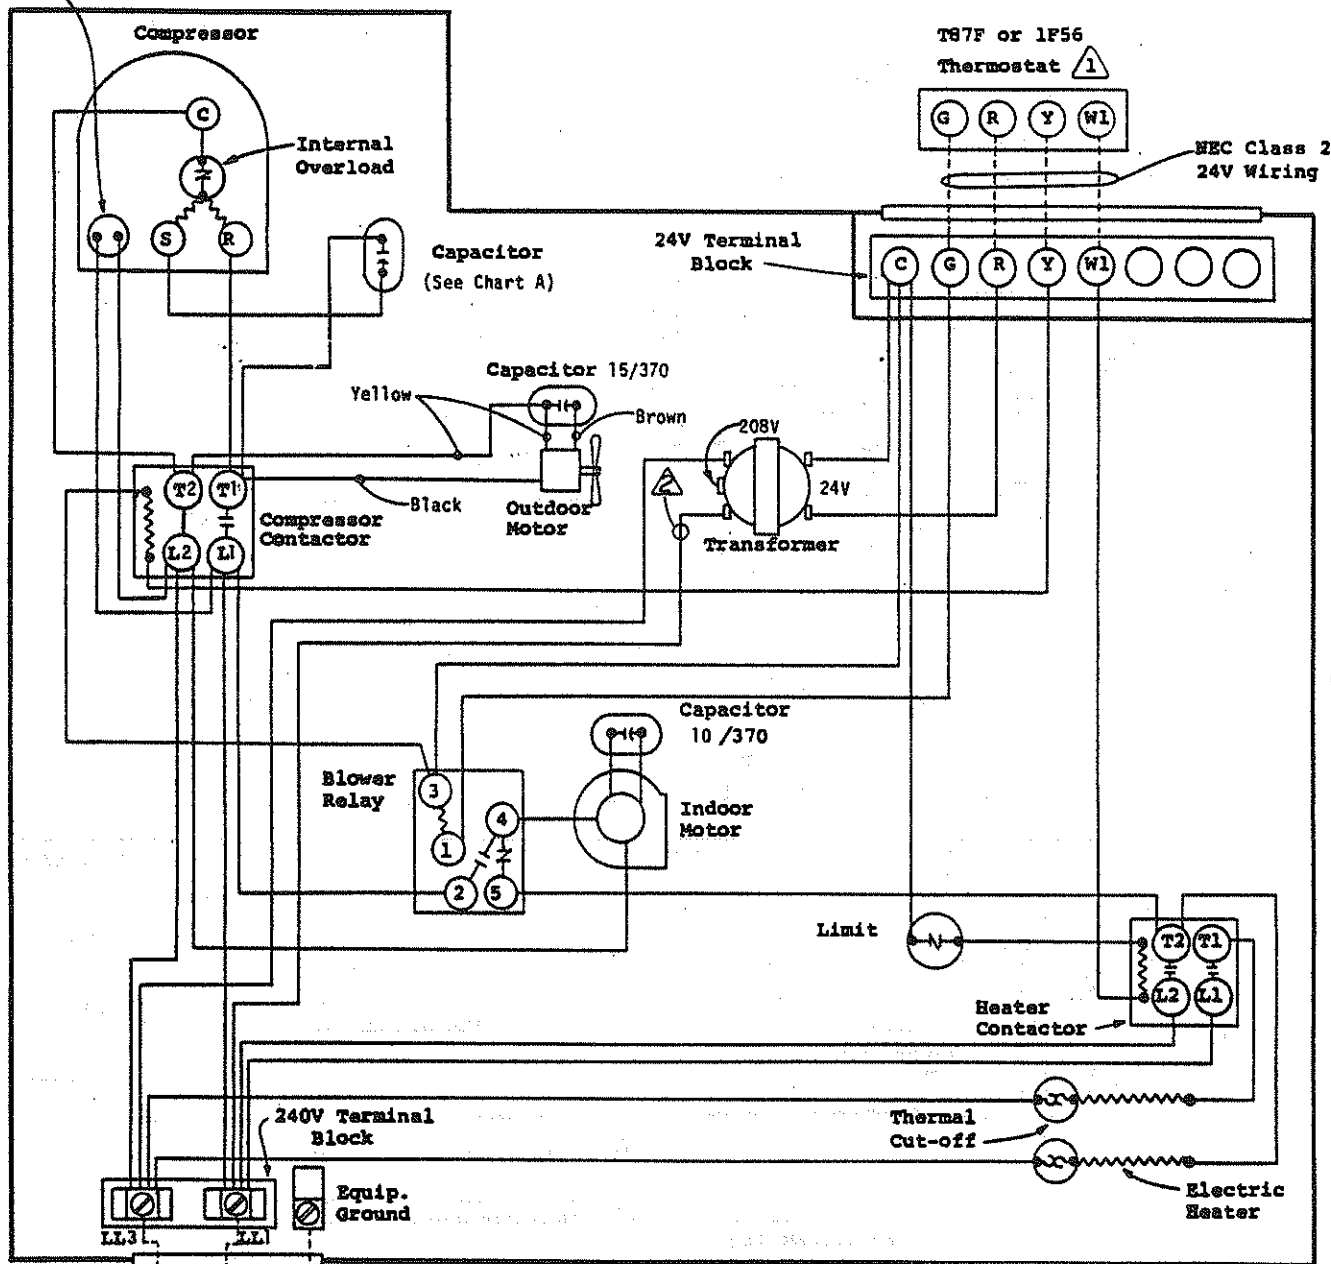 Compressor
C
Internal
Overload
S
R
Capacitor
(See Chart A)
T87F or 1F56
Thermostat 1
G R Y W1
NEC Class 2
24V Wiring
24V Terminal
Block
C G R Y W1
Capacitor 15/370
Yellow
Brown
Black
Outdoor
Motor
208V
2
24V
Transformer
T2 T1
L2 L1
Compressor
Contactor
Capacitor
10 /370
Blower
Relay
3
4
1
2
5
Indoor
Motor
Limit
T2 T1
L2 L1
Heater
Contactor
Thermal
Cut-off
Electric
Heater
240V Terminal
Block
Equip.
Ground
LL3
LL1